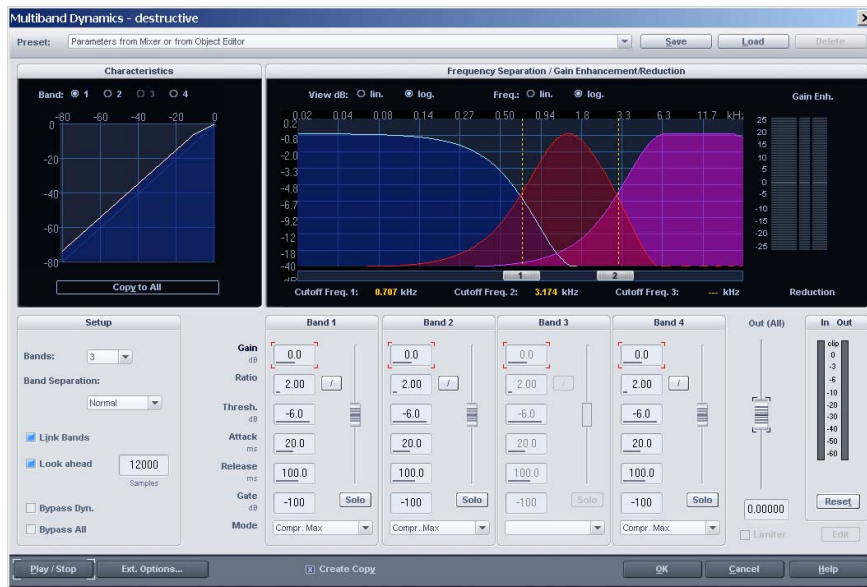 Multiband Dynamics - destructive
Preset: Parameters from Mixer or from Object Editor Save Load Delete
Characteristics
Band: 1 2 3 4
-80 -60 -40 -20 0
0
-20
-40
-60
-80
Copy to All
Frequency Separation / Gain Enhancement/Reduction
View dB: lin. log. Freq.: lin. log. Gain Enh.
0.02 0.04 0.08 0.14 0.27 0.50 0.94 1.8 3.3 6.3 11.7 kHz
0.2
-0.8
-2.0
-3.3
-4.8
-6.7
-9.2
-12
-18
-40
dB
25
20
15
10
5
0
-5
-10
-15
-20
-25
1 2
Cutoff Freq. 1: 0.707 kHz Cutoff Freq. 2: 3.174 kHz Cutoff Freq. 3: --- kHz Reduction
Setup
Bands: 3
Band Separation:
Normal
Link Bands
Look ahead 12000
Samples
Bypass Dyn.
Bypass All
Band 1 Band 2 Band 3 Band 4 Out (All) In Out
Gain dB 0.0 0.0 0.0 0.0
Ratio 2.00 / 2.00 / 2.00 / 2.00 /
Thresh. dB -6.0 -6.0 -6.0 -6.0
Attack ms 20.0 20.0 20.0 20.0
Release ms 100.0 100.0 100.0 100.0
Gate dB -100 Solo -100 Solo -100 Solo -100 Solo
Mode Compr. Max Compr. Max Compr. Max
0.00000
Limiter
clip
0
-3
-6
-10
-20
-30
-40
-50
-60
Reset
Edit
Play / Stop Ext. Options... Create Copy OK Cancel Help